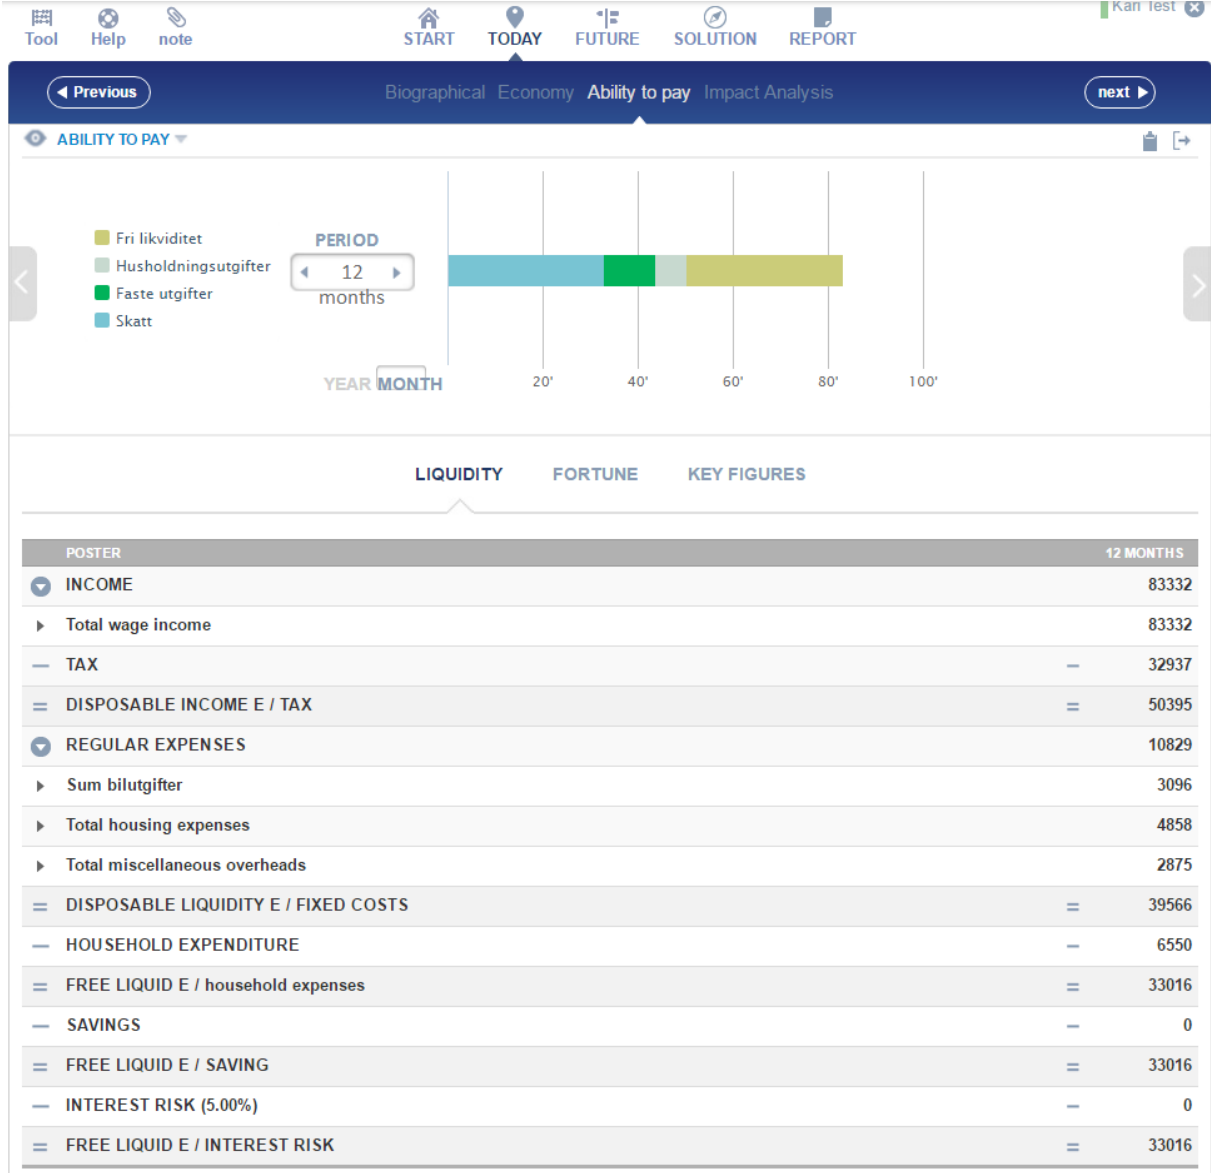 Kari Test
Tool Help note START TODAY FUTURE SOLUTION REPORT
Previous Biographical Economy Ability to pay Impact Analysis next
ABILITY TO PAY
Fri likviditet
Husholdningsutgifter
Faste utgifter
Skatt
PERIOD
12
months
YEAR MONTH
20' 40' 60' 80' 100'
LIQUIDITY FORTUNE KEY FIGURES
POSTER 12 MONTHS
INCOME 83332
Total wage income 83332
— TAX – 32937
= DISPOSABLE INCOME E / TAX = 50395
REGULAR EXPENSES 10829
Sum bilutgifter 3096
Total housing expenses 4858
Total miscellaneous overheads 2875
= DISPOSABLE LIQUIDITY E / FIXED COSTS = 39566
— HOUSEHOLD EXPENDITURE – 6550
= FREE LIQUID E / household expenses = 33016
— SAVINGS – 0
= FREE LIQUID E / SAVING = 33016
— INTEREST RISK (5.00%) – 0
= FREE LIQUID E / INTEREST RISK = 33016